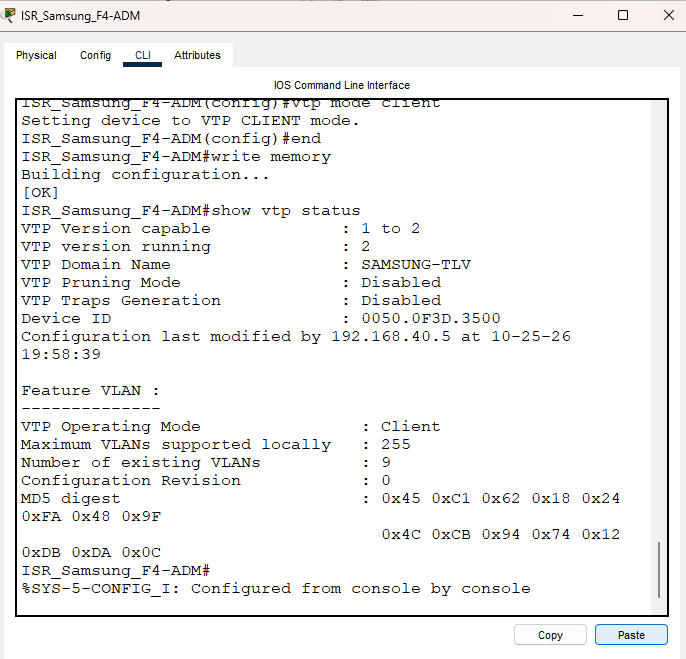 ISR_Samsung_F4-ADM
Physical Config CLI Attributes
IOS Command Line Interface
ISR_Samsung_F4-ADM(config)#vtp mode client
Setting device to VTP CLIENT mode.
ISR_Samsung_F4-ADM(config)#end
ISR_Samsung_F4-ADM#write memory
Building configuration...
[OK]
ISR_Samsung_F4-ADM#show vtp status
VTP Version capable : 1 to 2
VTP version running : 2
VTP Domain Name : SAMSUNG-TLV
VTP Pruning Mode : Disabled
VTP Traps Generation : Disabled
Device ID : 0050.0F3D.3500
Configuration last modified by 192.168.40.5 at 10-25-26
19:58:39
Feature VLAN :
--------------
VTP Operating Mode : Client
Maximum VLANs supported locally : 255
Number of existing VLANs : 9
Configuration Revision : 0
MD5 digest : 0x45 0xC1 0x62 0x18 0x24
0xFA 0x48 0x9F
0x4C 0xCB 0x94 0x74 0x12
0xDB 0xDA 0x0C
ISR_Samsung_F4-ADM#
%SYS-5-CONFIG_I: Configured from console by console
Copy Paste